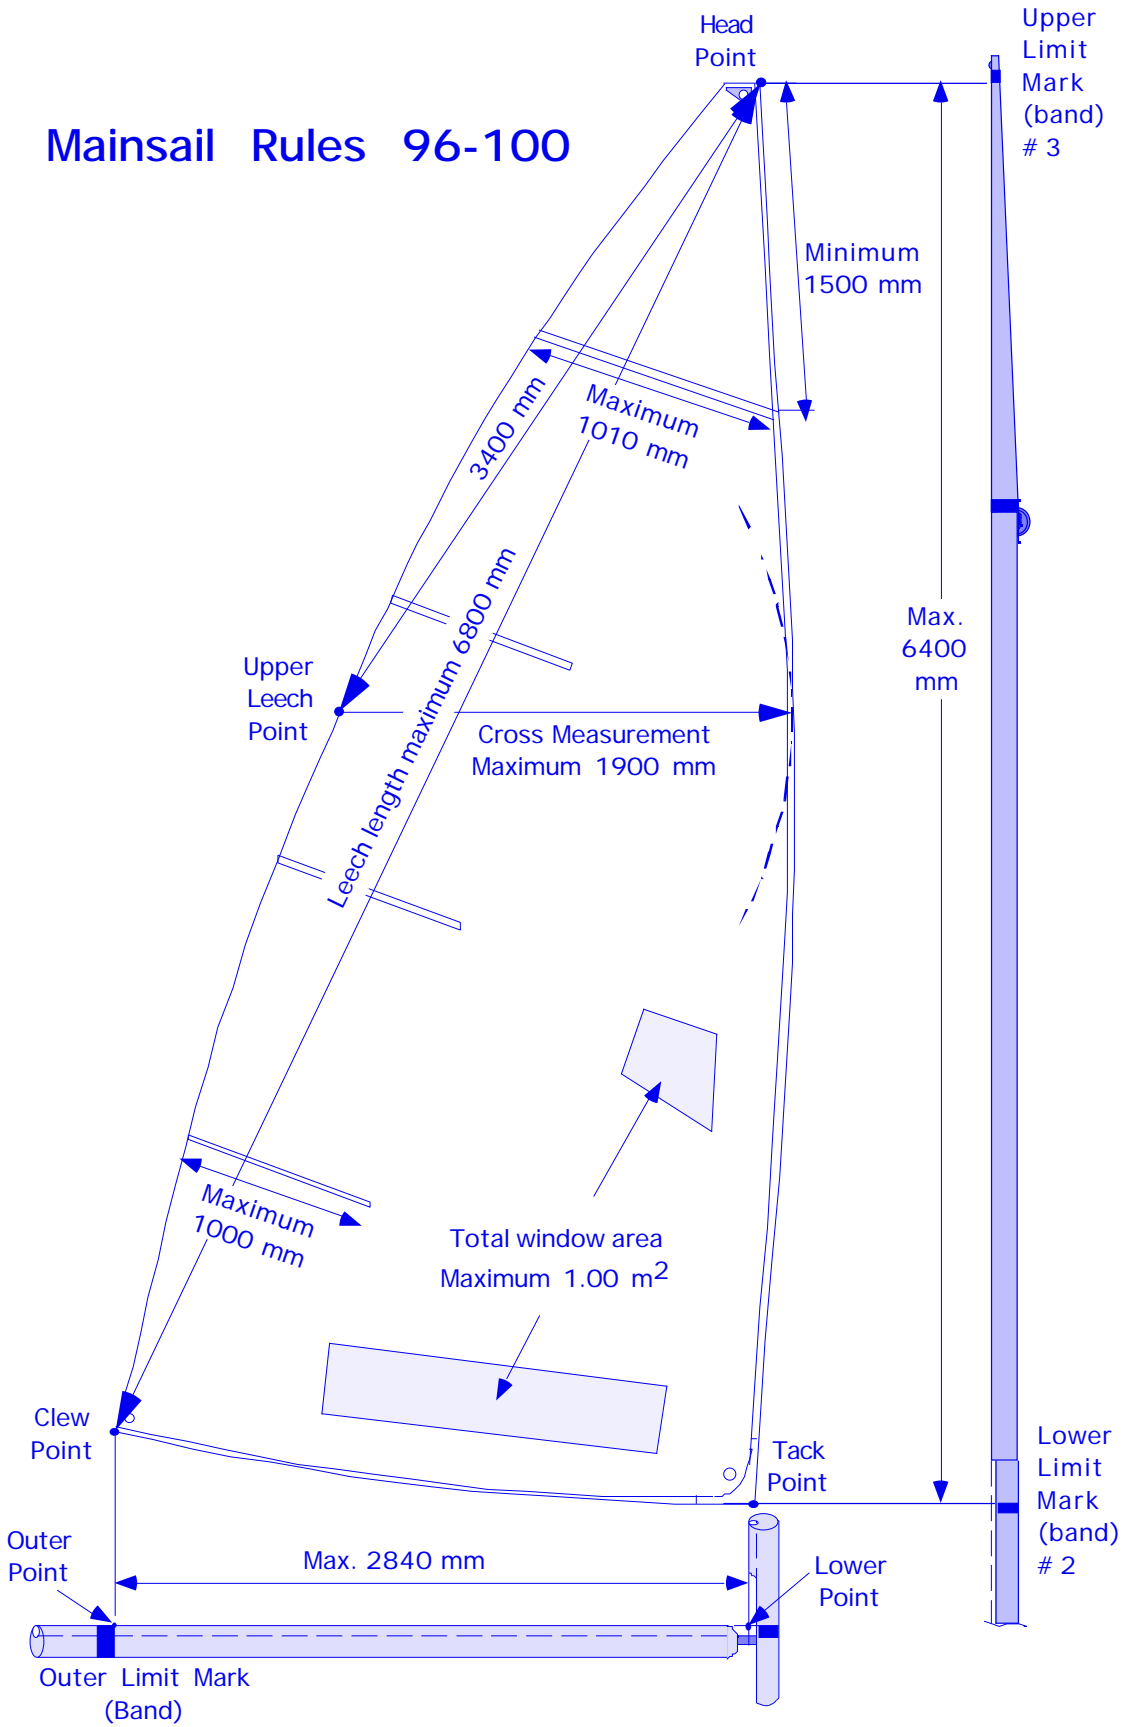 Head
Point
Upper
Limit
Mark
(band)
# 3
Mainsail Rules 96-100
Minimum
1500 mm
Maximum
1010 mm
3400 mm
Leech length maximum 6800 mm
Max.
6400
mm
Upper
Leech
Point
Cross Measurement
Maximum 1900 mm
Maximum
1000 mm
Total window area
Maximum 1.00 m²
Clew
Point
Tack
Point
Lower
Limit
Mark
(band)
# 2
Outer
Point
Max. 2840 mm
Lower
Point
Outer Limit Mark
(Band)